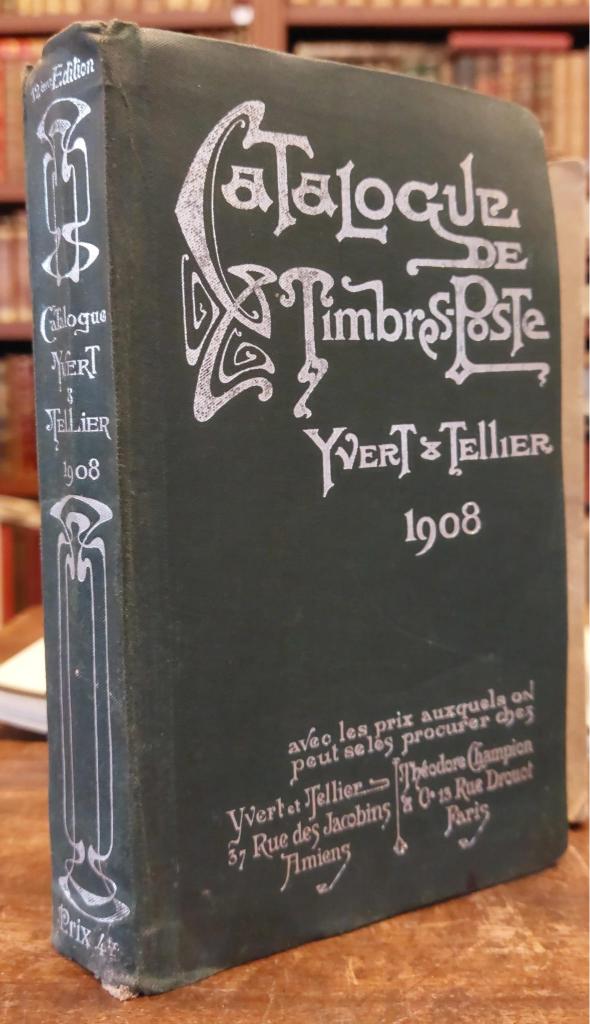 12ème Edition
Catalogue
Yvert
&
Tellier
1908
Prix 4fr
Catalogue
de
Timbres-Poste
Yvert & Tellier
1908
avec les prix auxquels on
peut se les procurer chez
Yvert et Tellier
37 Rue des Jacobins
Amiens
Théodore Champion
& Cie 13 Rue Drouot
Paris